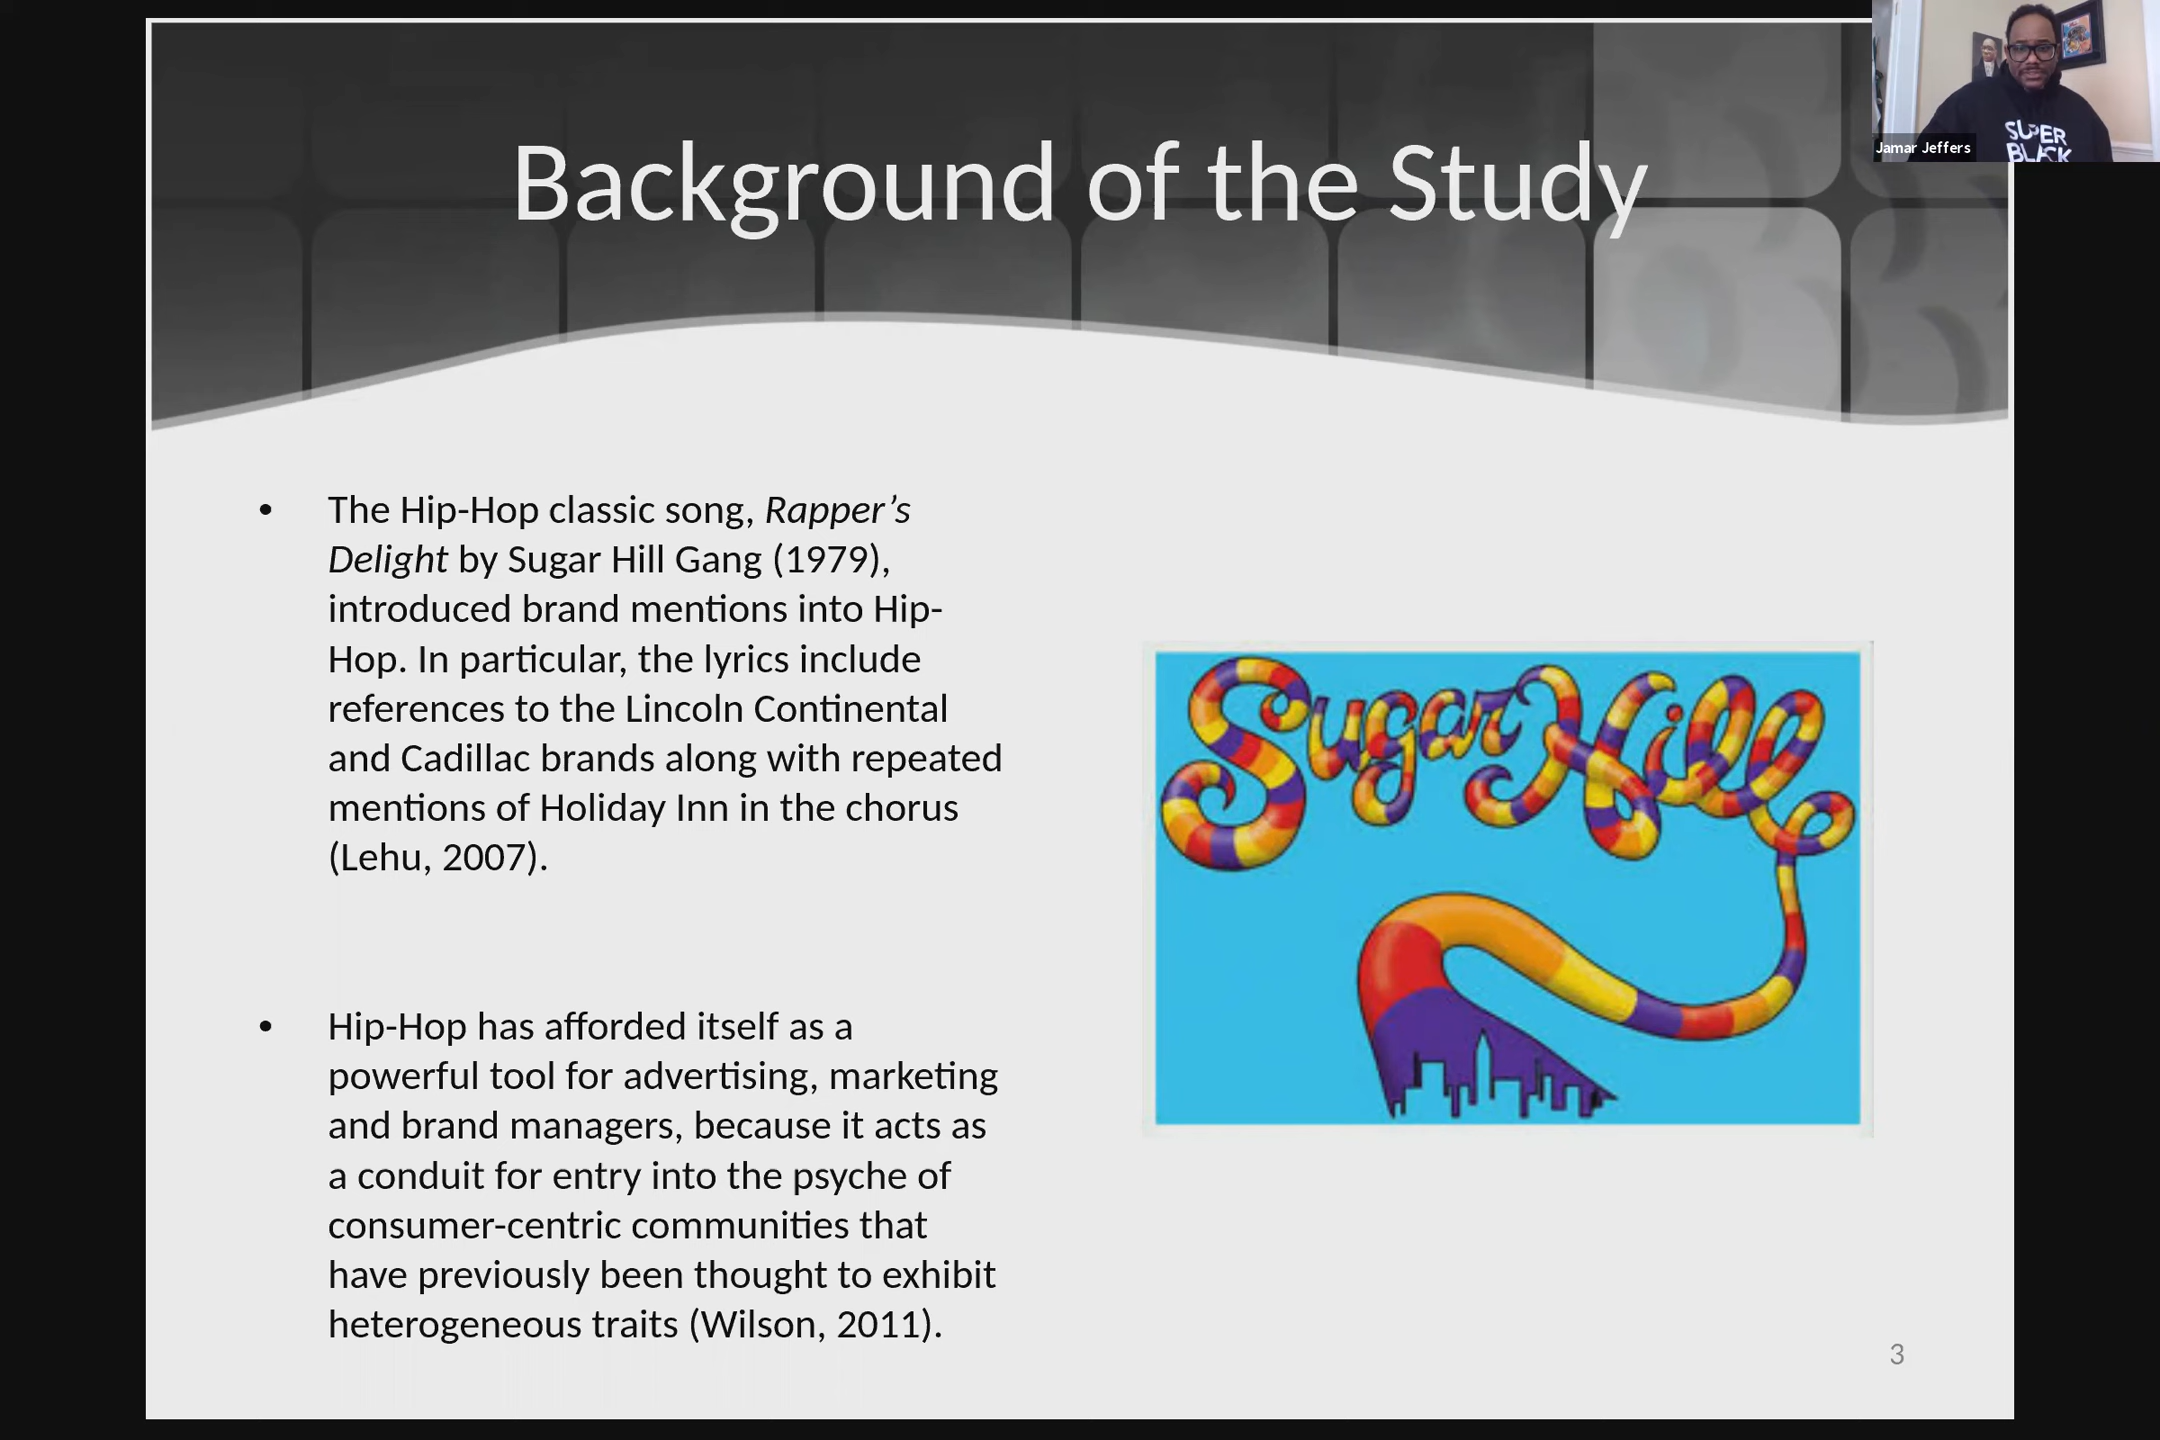 Background of the Study
Jamar Jeffers
SUPER
BLACK
• The Hip-Hop classic song, Rapper’s
Delight by Sugar Hill Gang (1979),
introduced brand mentions into Hip-
Hop. In particular, the lyrics include
references to the Lincoln Continental
and Cadillac brands along with repeated
mentions of Holiday Inn in the chorus
(Lehu, 2007).
• Hip-Hop has afforded itself as a
powerful tool for advertising, marketing
and brand managers, because it acts as
a conduit for entry into the psyche of
consumer-centric communities that
have previously been thought to exhibit
heterogeneous traits (Wilson, 2011).
Sugar Hill
3